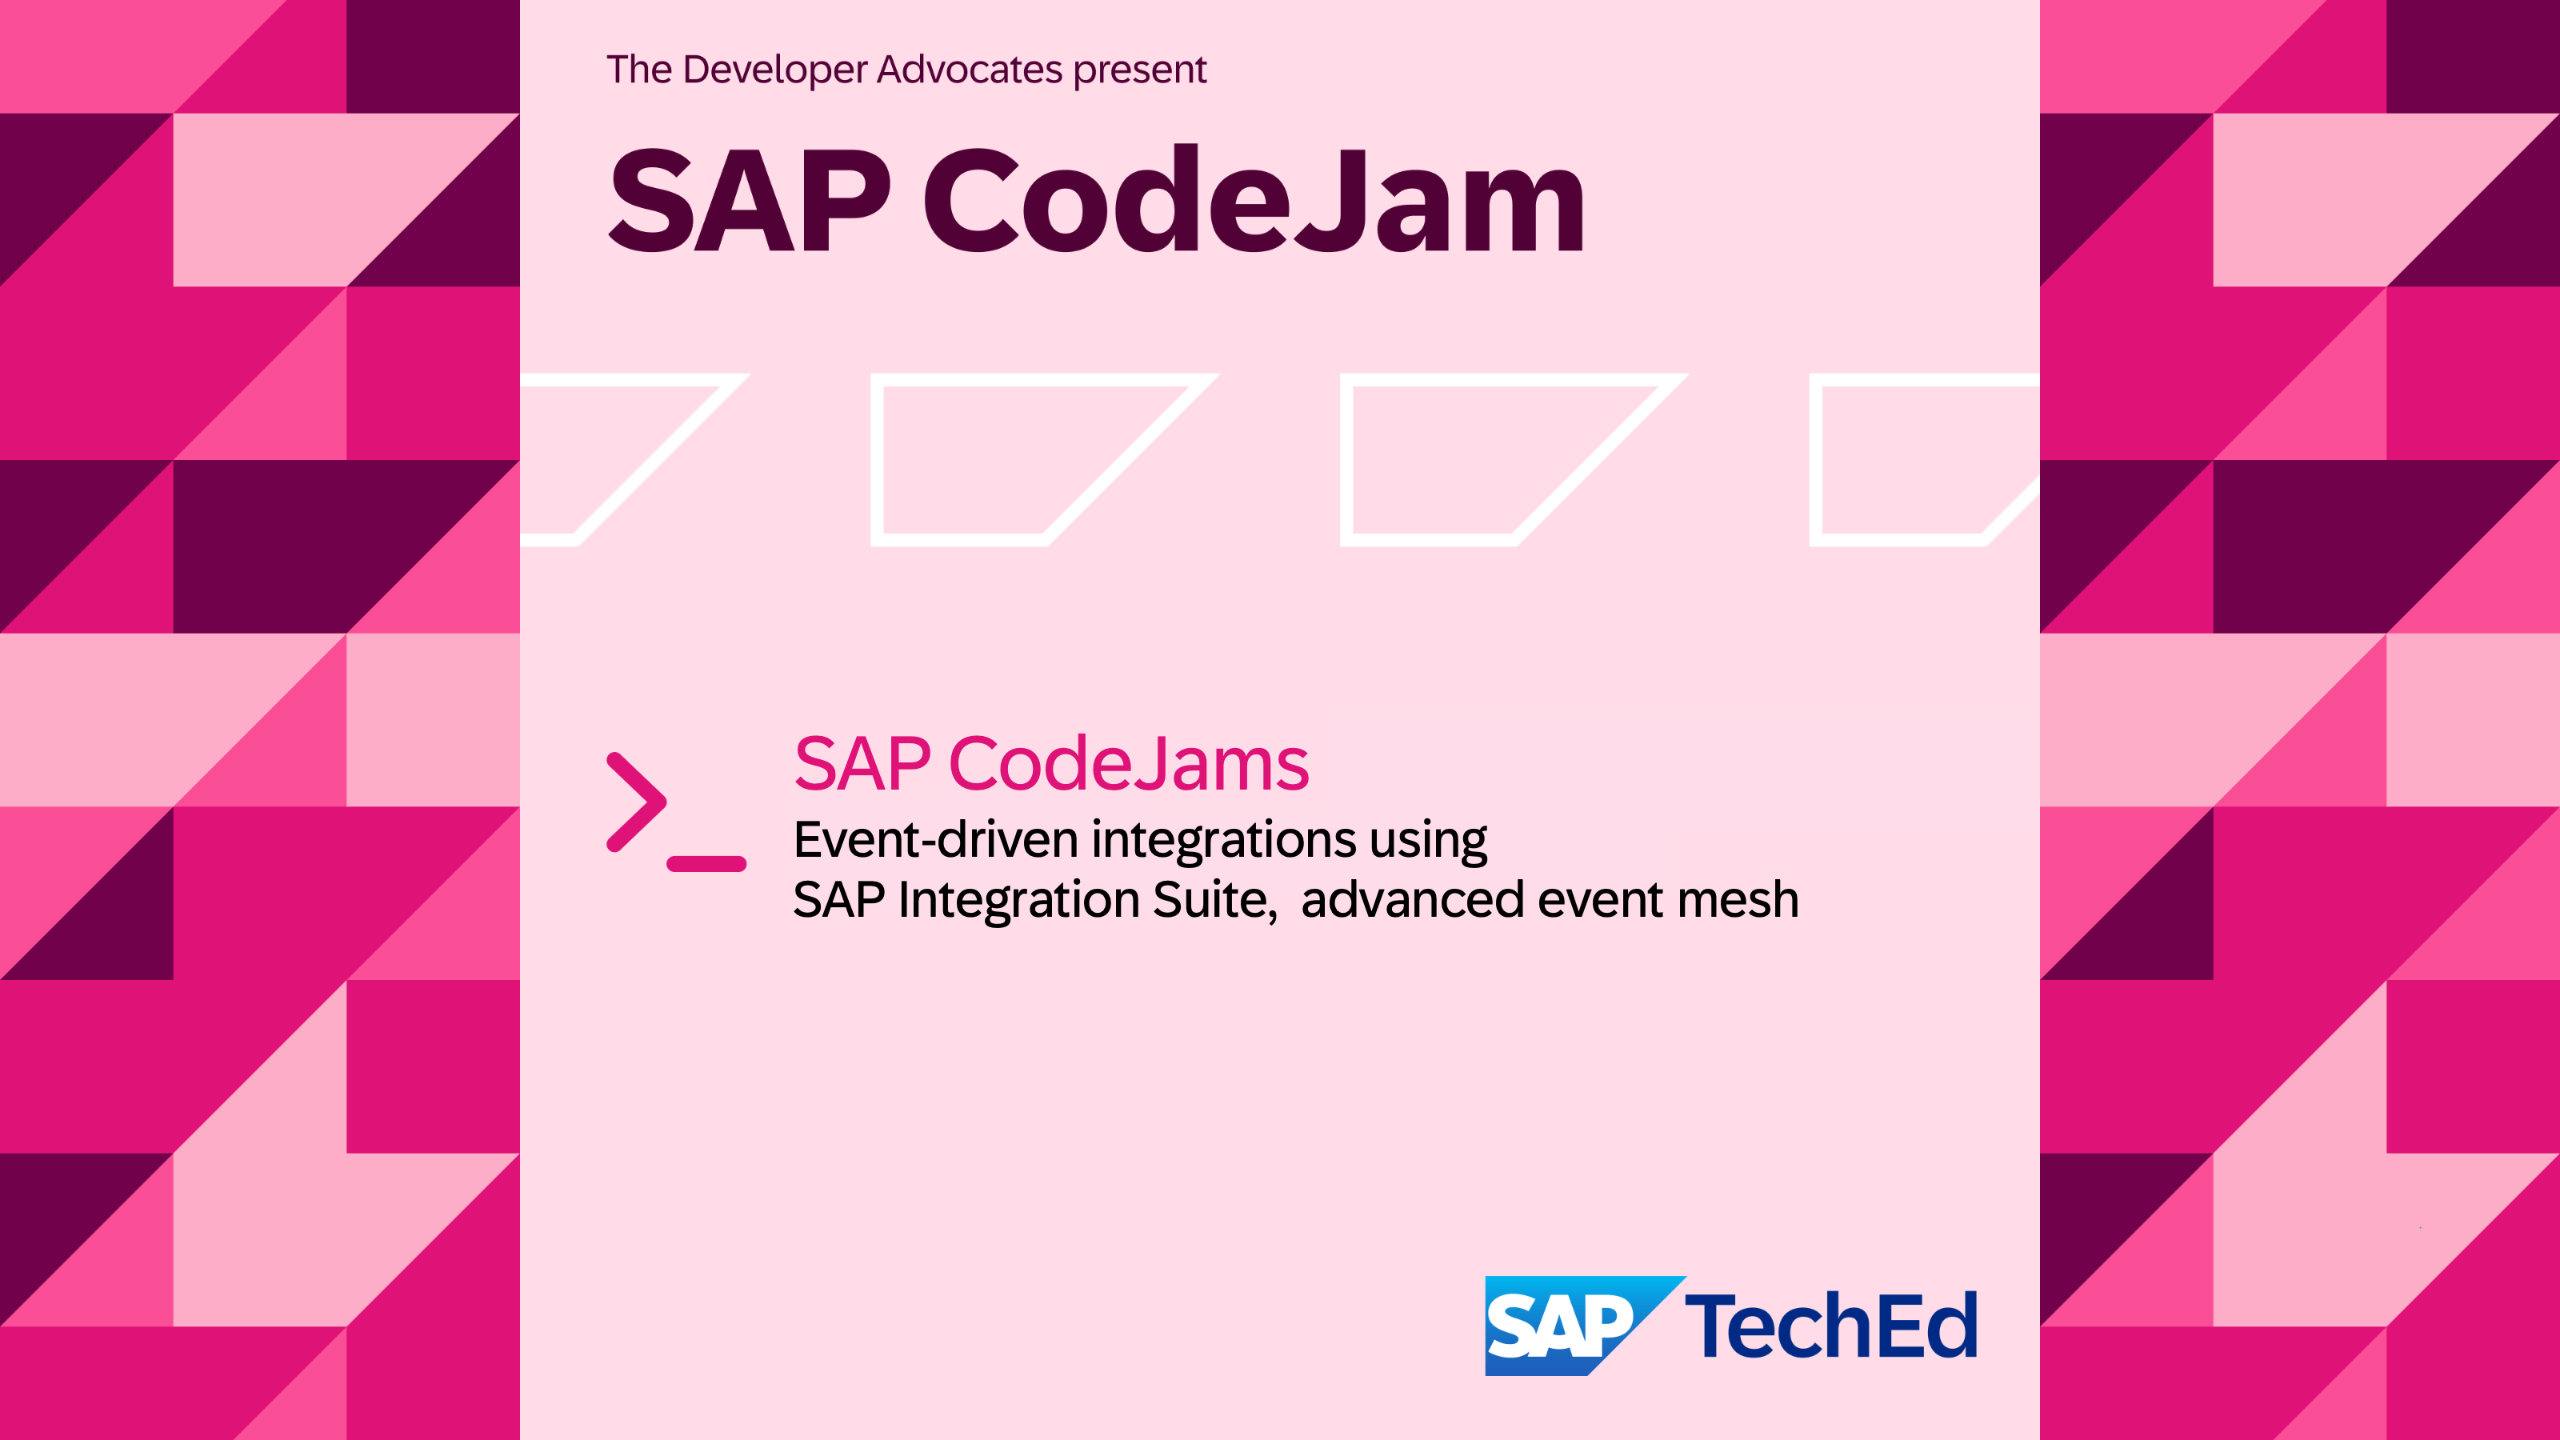 The Developer Advocates present
SAP CodeJam
>_ SAP CodeJams
Event-driven integrations using
SAP Integration Suite,  advanced event mesh
SAP TechEd